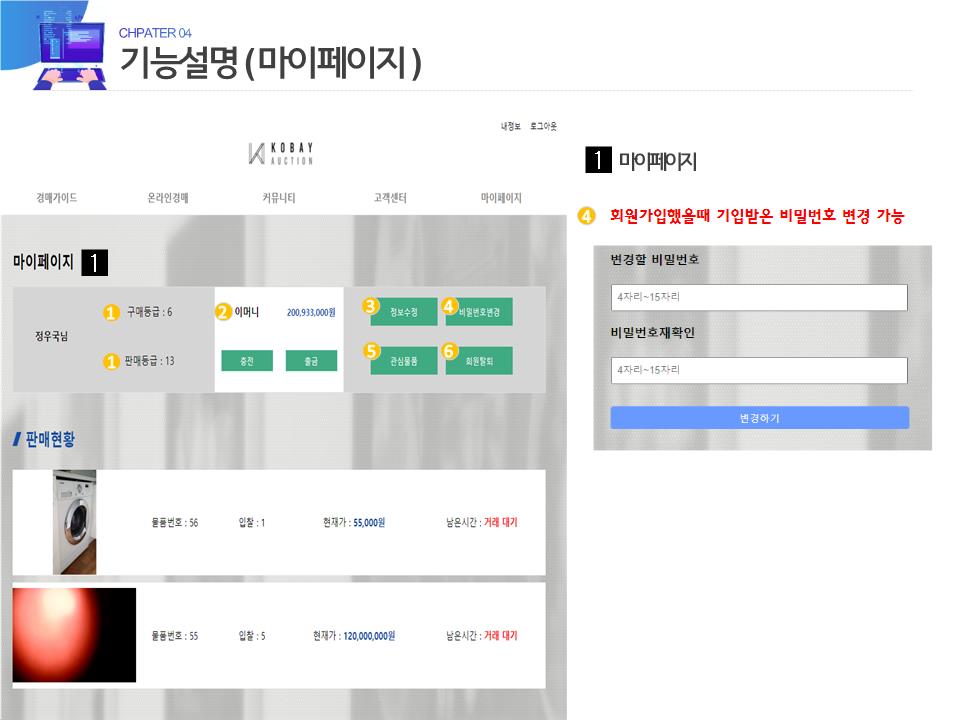 CHPATER 04
기능설명 ( 마이페이지 )
내정보 로그아웃
KOBAY
AUCTION
경매가이드 온라인경매 커뮤니티 고객센터 마이페이지
마이페이지 1
정우국님
1 구매등급 : 6
1 판매등급 : 13
2 이머니 200,933,000원
충전 출금
3 정보수정 4 비밀번호변경
5 관심물품 6 회원탈퇴
판매현황
물품번호 : 56 입찰 : 1 현재가 : 55,000원 남은시간 : 거래 대기
물품번호 : 55 입찰 : 5 현재가 : 120,000,000원 남은시간 : 거래 대기
1 마이페이지
4 회원가입했을때 기입받은 비밀번호 변경 가능
변경할 비밀번호
4자리~15자리
비밀번호재확인
4자리~15자리
변경하기